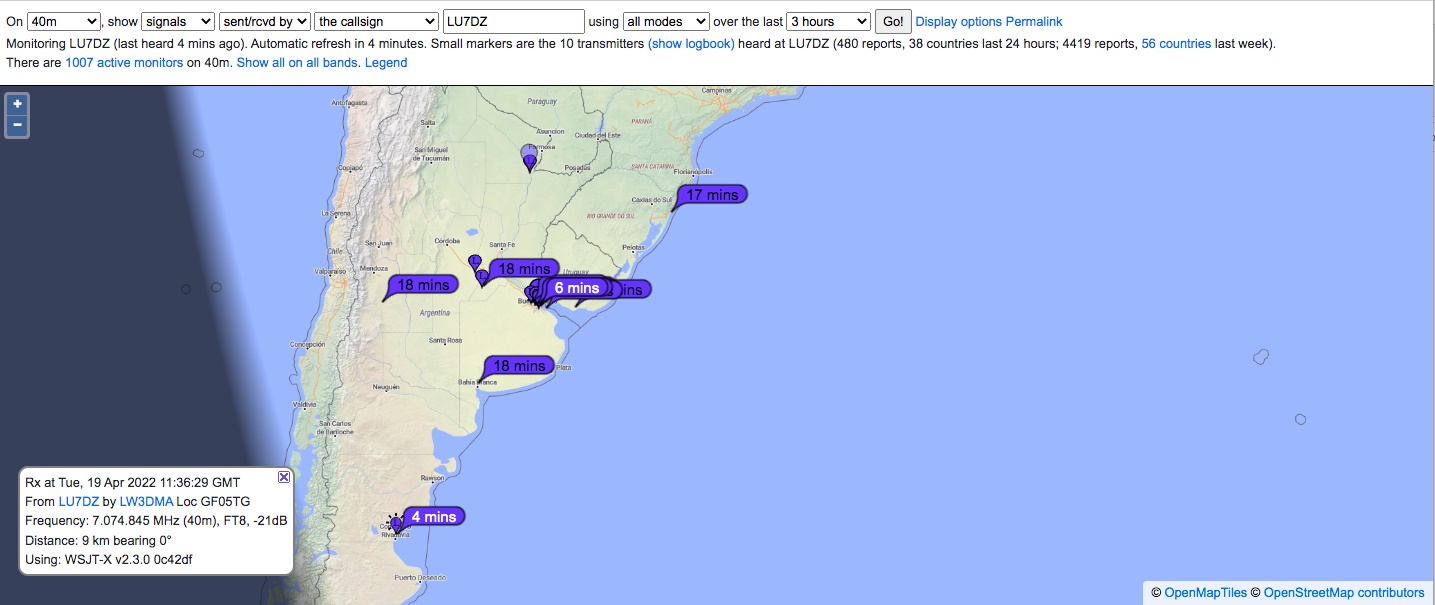 On 40m, show signals sent/rcvd by the callsign LU7DZ using all modes over the last 3 hours Go! Display options Permalink
Monitoring LU7DZ (last heard 4 mins ago). Automatic refresh in 4 minutes. Small markers are the 10 transmitters (show logbook) heard at LU7DZ (480 reports, 38 countries last 24 hours; 4419 reports, 56 countries last week).
There are 1007 active monitors on 40m. Show all on all bands. Legend
+
−
Campinas
Antofagasta
Paraguay
Salta
PARANÁ
Asuncion
Ciudad del Este
San Miguel
de Tucumán
Formosa
Copiapó
Posadas
SANTA CATARINA
Florianopolis
17 mins
Caxias do Sul
La Serena
RIO GRANDE DO SUL
San Juan
Córdoba
Santa Fe
Pelotas
Chile
Valparaíso
Mendoza
18 mins
Uruguay
18 mins
6 mins
ins
Argentina
Santa Rosa
Concepción
18 mins
Plata
Bahía Blanca
Neuquén
Valdivia
San Carlos
de Bariloche
Rawson
4 mins
Rivadavia
Puerto Deseado
Rx at Tue, 19 Apr 2022 11:36:29 GMT
From LU7DZ by LW3DMA Loc GF05TG
Frequency: 7.074.845 MHz (40m), FT8, -21dB
Distance: 9 km bearing 0°
Using: WSJT-X v2.3.0 0c42df
© OpenMapTiles © OpenStreetMap contributors